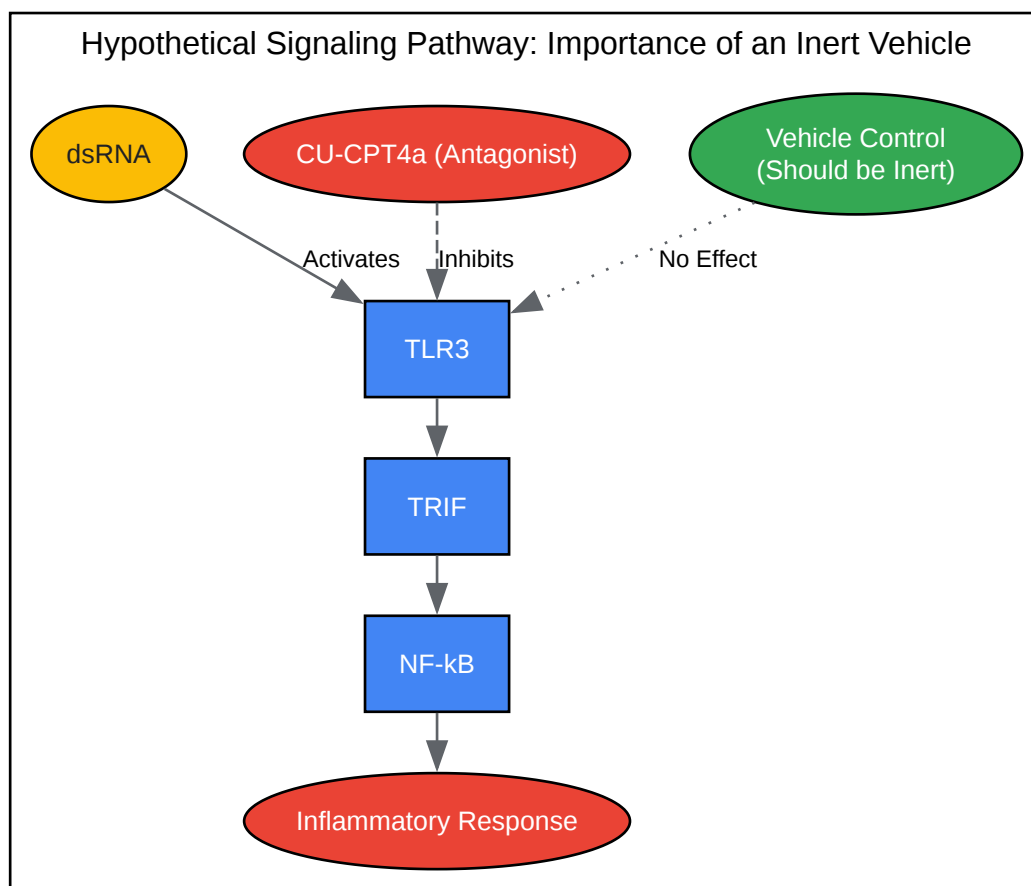 Hypothetical Signaling Pathway: Importance of an Inert Vehicle
dsRNA
CU-CPT4a (Antagonist)
Vehicle Control
(Should be Inert)
Activates
Inhibits
No Effect
TLR3
TRIF
NF-kB
Inflammatory Response